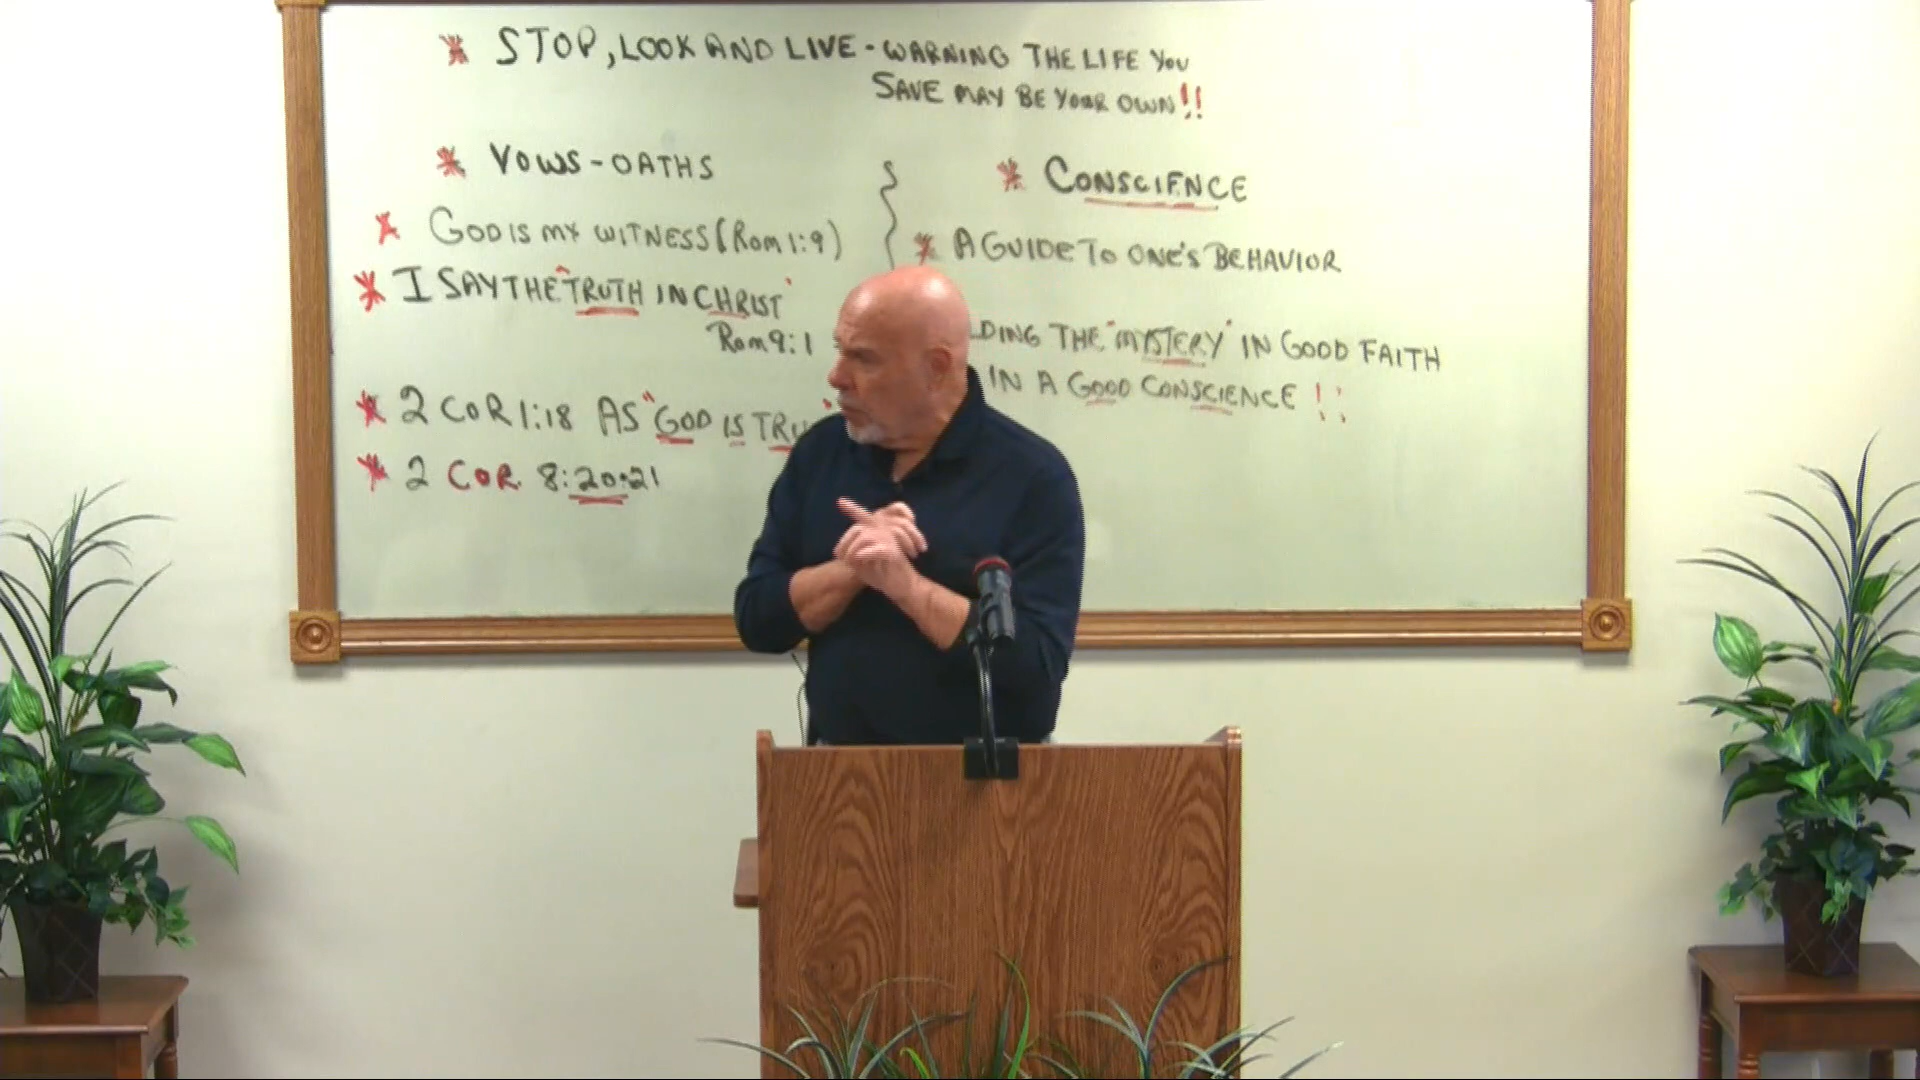 * STOP, LOOK AND LIVE - WARNING THE LIFE YOU
SAVE MAY BE YOUR OWN!!
* VOWS - OATHS
* GOD IS MY WITNESS (Rom 1:9)
* I SAY THE "TRUTH IN CHRIST"
Rom 9:1
* 2 COR 1:18 AS "GOD IS TRU
* 2 COR. 8:20-21
* CONSCIENCE
* A GUIDE TO ONE'S BEHAVIOR
DING THE "MYSTERY" IN GOOD FAITH
IN A GOOD CONSCIENCE !!